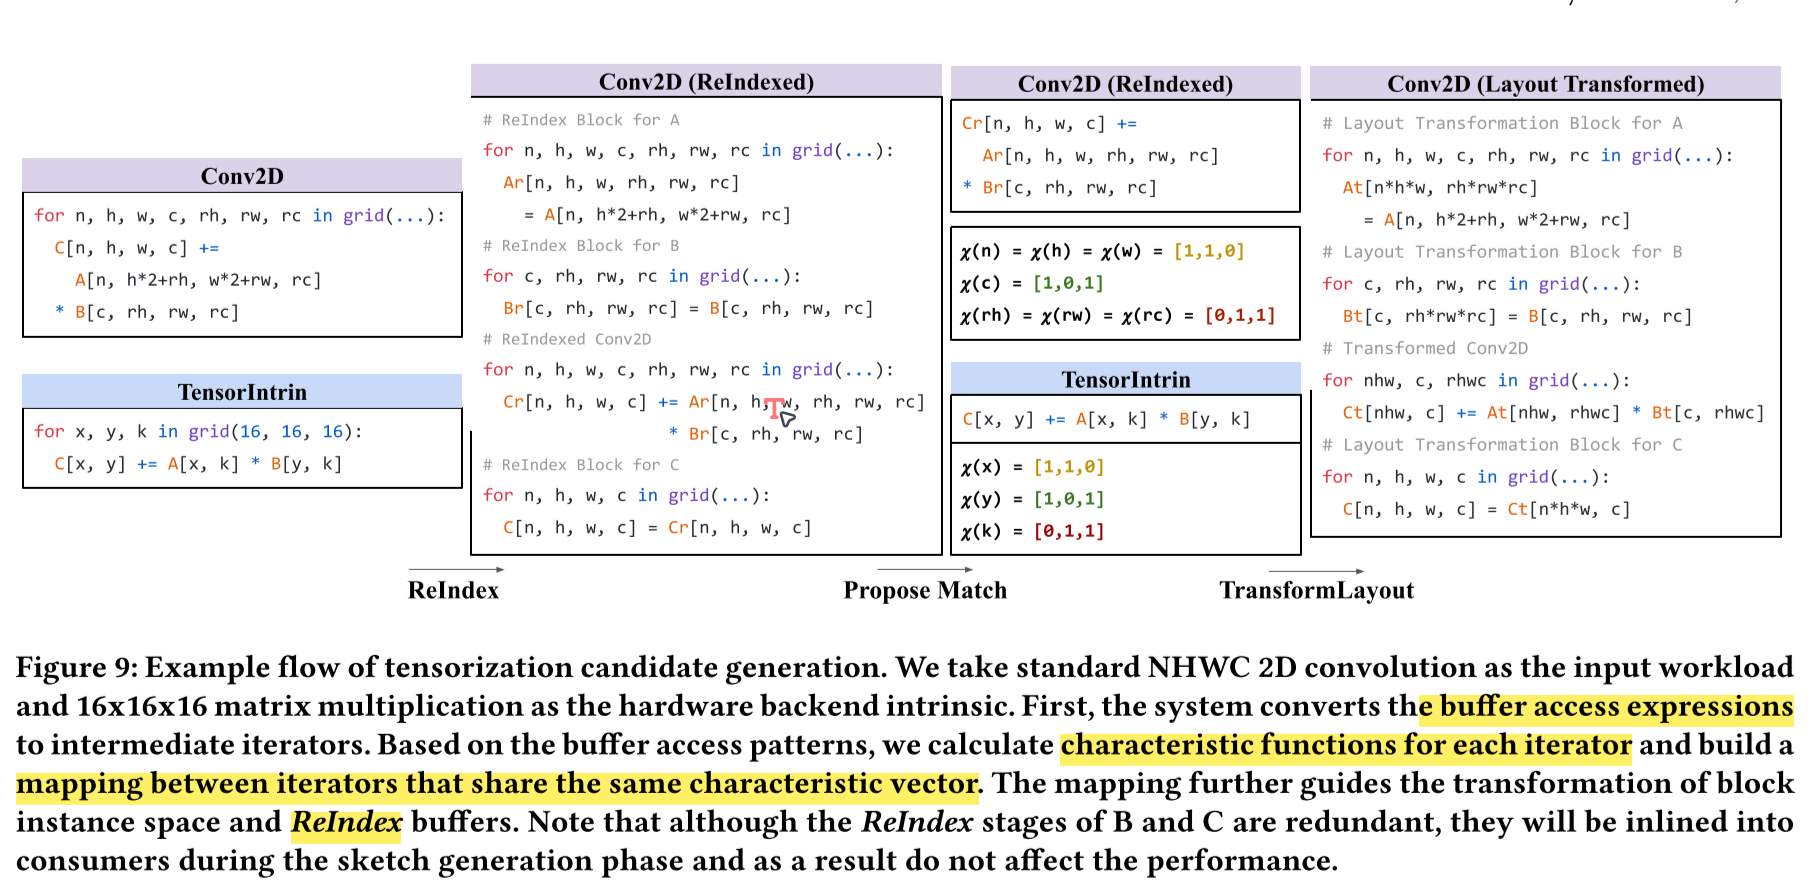 Conv2D
for n, h, w, c, rh, rw, rc in grid(...):
C[n, h, w, c] +=
A[n, h*2+rh, w*2+rw, rc]
* B[c, rh, rw, rc]
TensorIntrin
for x, y, k in grid(16, 16, 16):
C[x, y] += A[x, k] * B[y, k]
Conv2D (ReIndexed)
# ReIndex Block for A
for n, h, w, c, rh, rw, rc in grid(...):
Ar[n, h, w, rh, rw, rc]
= A[n, h*2+rh, w*2+rw, rc]
# ReIndex Block for B
for c, rh, rw, rc in grid(...):
Br[c, rh, rw, rc] = B[c, rh, rw, rc]
# ReIndexed Conv2D
for n, h, w, c, rh, rw, rc in grid(...):
Cr[n, h, w, c] += Ar[n, h, w, rh, rw, rc]
* Br[c, rh, rw, rc]
# ReIndex Block for C
for n, h, w, c in grid(...):
C[n, h, w, c] = Cr[n, h, w, c]
Conv2D (ReIndexed)
Cr[n, h, w, c] +=
Ar[n, h, w, rh, rw, rc]
* Br[c, rh, rw, rc]
χ(n) = χ(h) = χ(w) = [1,1,0]
χ(c) = [1,0,1]
χ(rh) = χ(rw) = χ(rc) = [0,1,1]
TensorIntrin
C[x, y] += A[x, k] * B[y, k]
χ(x) = [1,1,0]
χ(y) = [1,0,1]
χ(k) = [0,1,1]
Conv2D (Layout Transformed)
# Layout Transformation Block for A
for n, h, w, c, rh, rw, rc in grid(...):
At[n*h*w, rh*rw*rc]
= A[n, h*2+rh, w*2+rw, rc]
# Layout Transformation Block for B
for c, rh, rw, rc in grid(...):
Bt[c, rh*rw*rc] = B[c, rh, rw, rc]
# Transformed Conv2D
for nhw, c, rhwc in grid(...):
Ct[nhw, c] += At[nhw, rhwc] * Bt[c, rhwc]
# Layout Transformation Block for C
for n, h, w, c in grid(...):
C[n, h, w, c] = Ct[n*h*w, c]
ReIndex
Propose Match
TransformLayout
Figure 9: Example flow of tensorization candidate generation. We take standard NHWC 2D convolution as the input workload
and 16x16x16 matrix multiplication as the hardware backend intrinsic. First, the system converts the buffer access expressions
to intermediate iterators. Based on the buffer access patterns, we calculate characteristic functions for each iterator and build a
mapping between iterators that share the same characteristic vector. The mapping further guides the transformation of block
instance space and ReIndex buffers. Note that although the ReIndex stages of B and C are redundant, they will be inlined into
consumers during the sketch generation phase and as a result do not affect the performance.